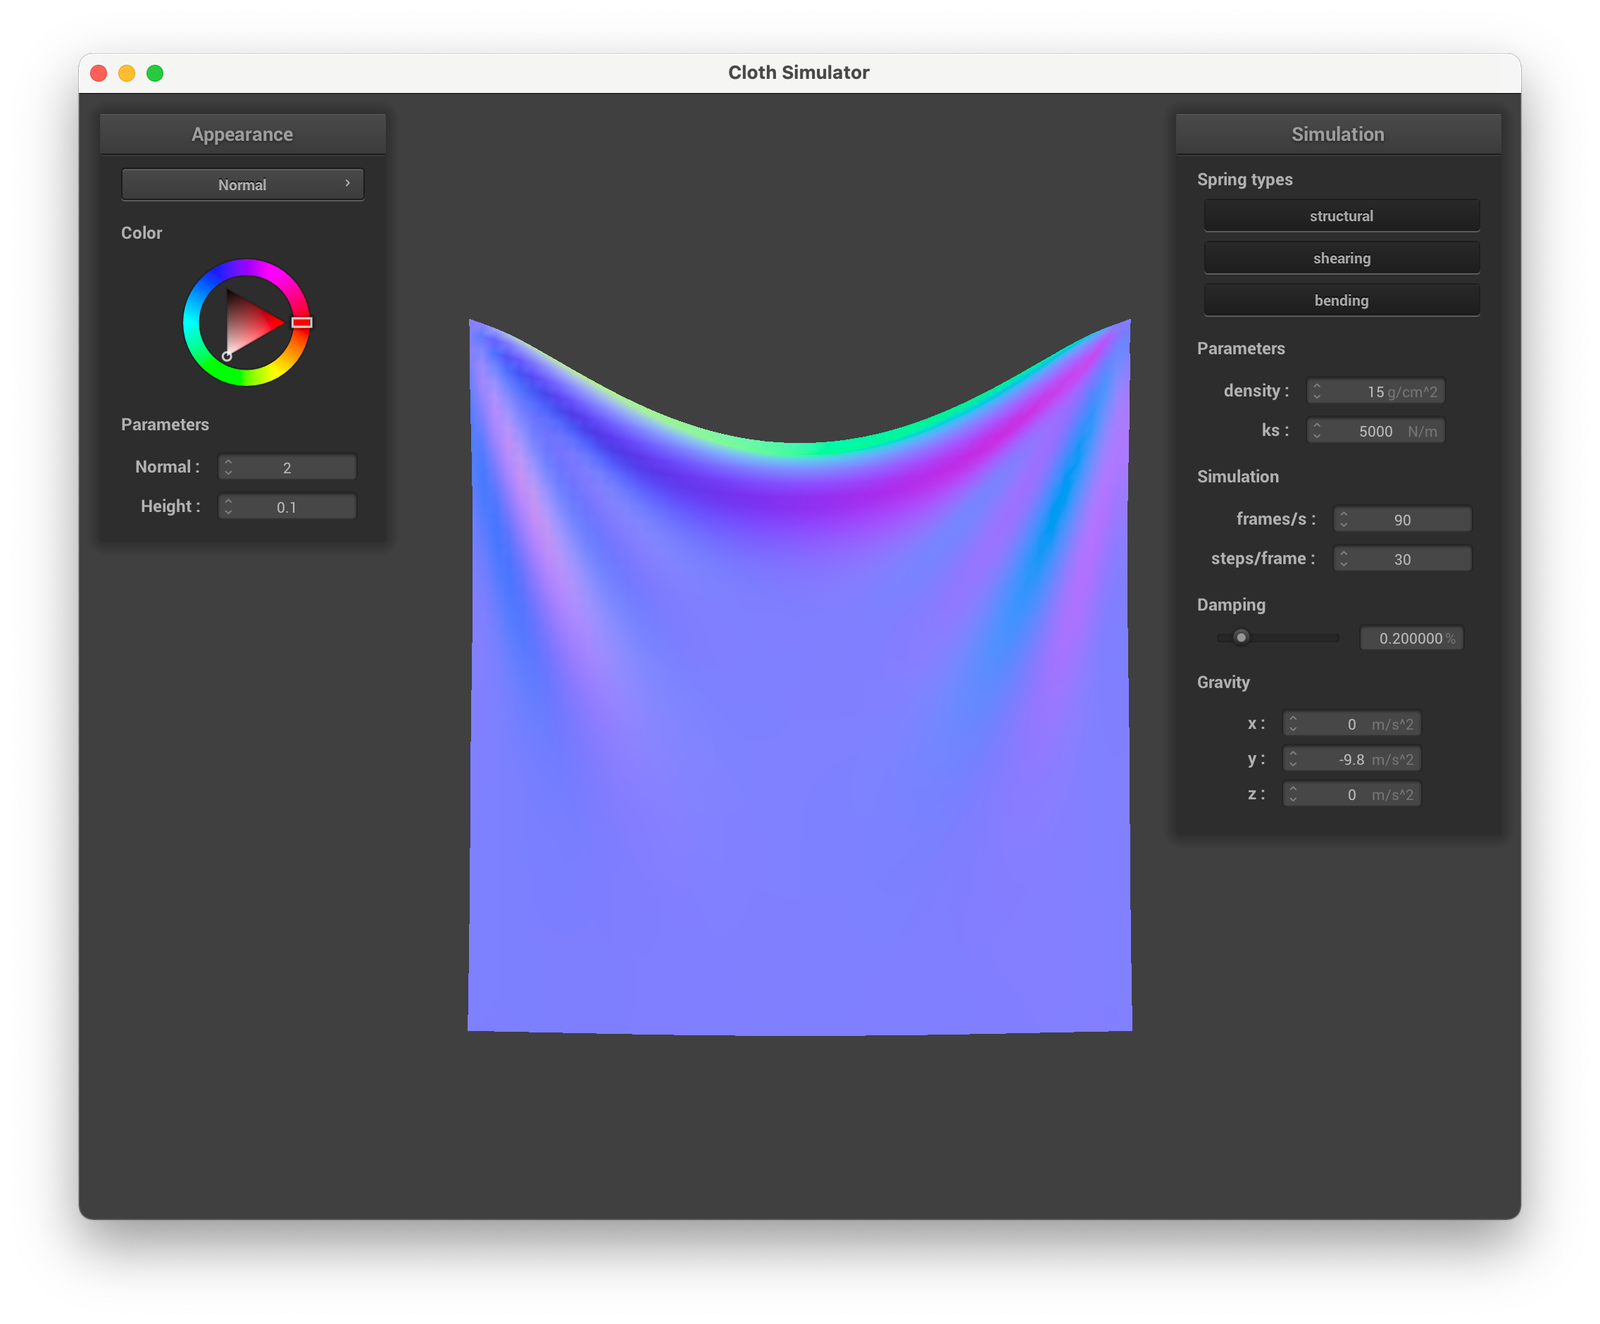 Cloth Simulator
Appearance
Normal
Color
Parameters
Normal : 2
Height : 0.1
Simulation
Spring types
structural
shearing
bending
Parameters
density : 15 g/cm^2
ks : 5000 N/m
Simulation
frames/s : 90
steps/frame : 30
Damping
0.200000 %
Gravity
x : 0 m/s^2
y : -9.8 m/s^2
z : 0 m/s^2